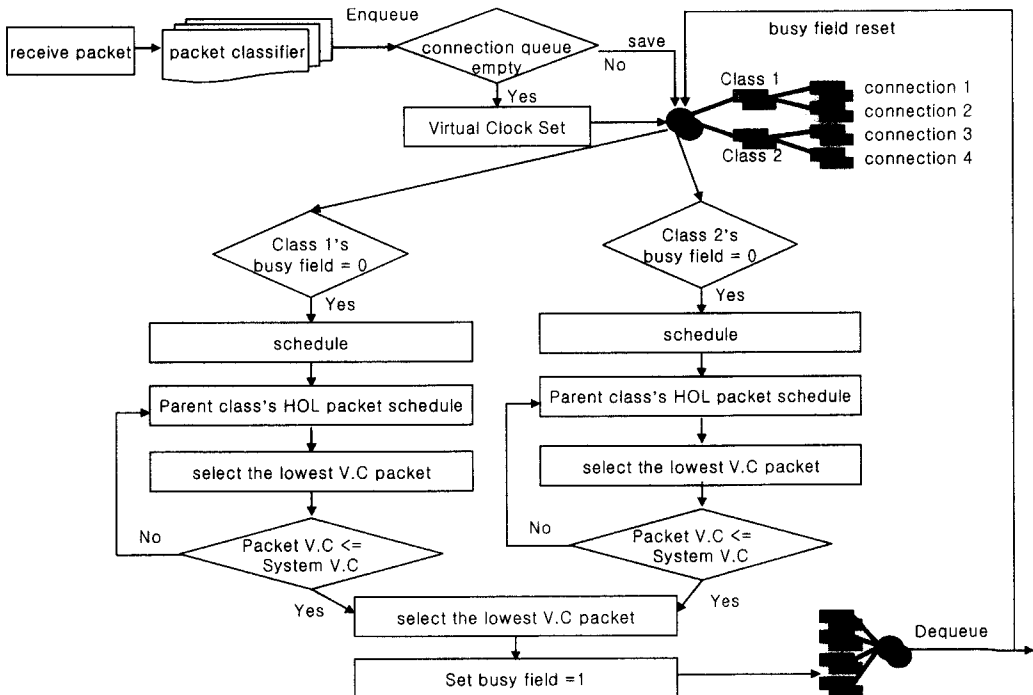 Enqueue
receive packet
packet classifier
connection queue
empty
save
No
Yes
Virtual Clock Set
busy field reset
Class 1
Class 2
connection 1
connection 2
connection 3
connection 4
Class 1's
busy field = 0
Yes
schedule
Parent class's HOL packet schedule
select the lowest V.C packet
No
Packet V.C <=
System V.C
Yes
Class 2's
busy field = 0
Yes
schedule
Parent class's HOL packet schedule
select the lowest V.C packet
No
Packet V.C <=
System V.C
Yes
select the lowest V.C packet
Set busy field =1
Dequeue